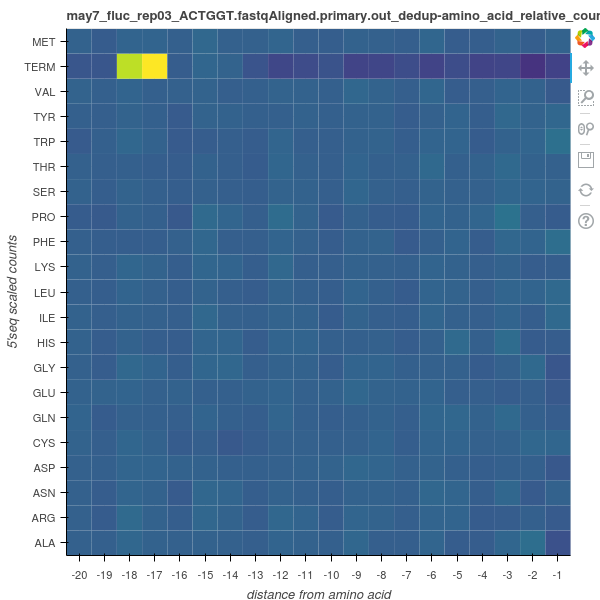 may7_fluc_rep03_ACTGGT.fastqAligned.primary.out_dedup-amino_acid_relative_cour
MET
TERM
VAL
TYR
TRP
THR
SER
PRO
PHE
LYS
LEU
ILE
HIS
GLY
GLU
GLN
CYS
ASP
ASN
ARG
ALA
5'seq scaled counts
-20 -19 -18 -17 -16 -15 -14 -13 -12 -11 -10 -9 -8 -7 -6 -5 -4 -3 -2 -1
distance from amino acid